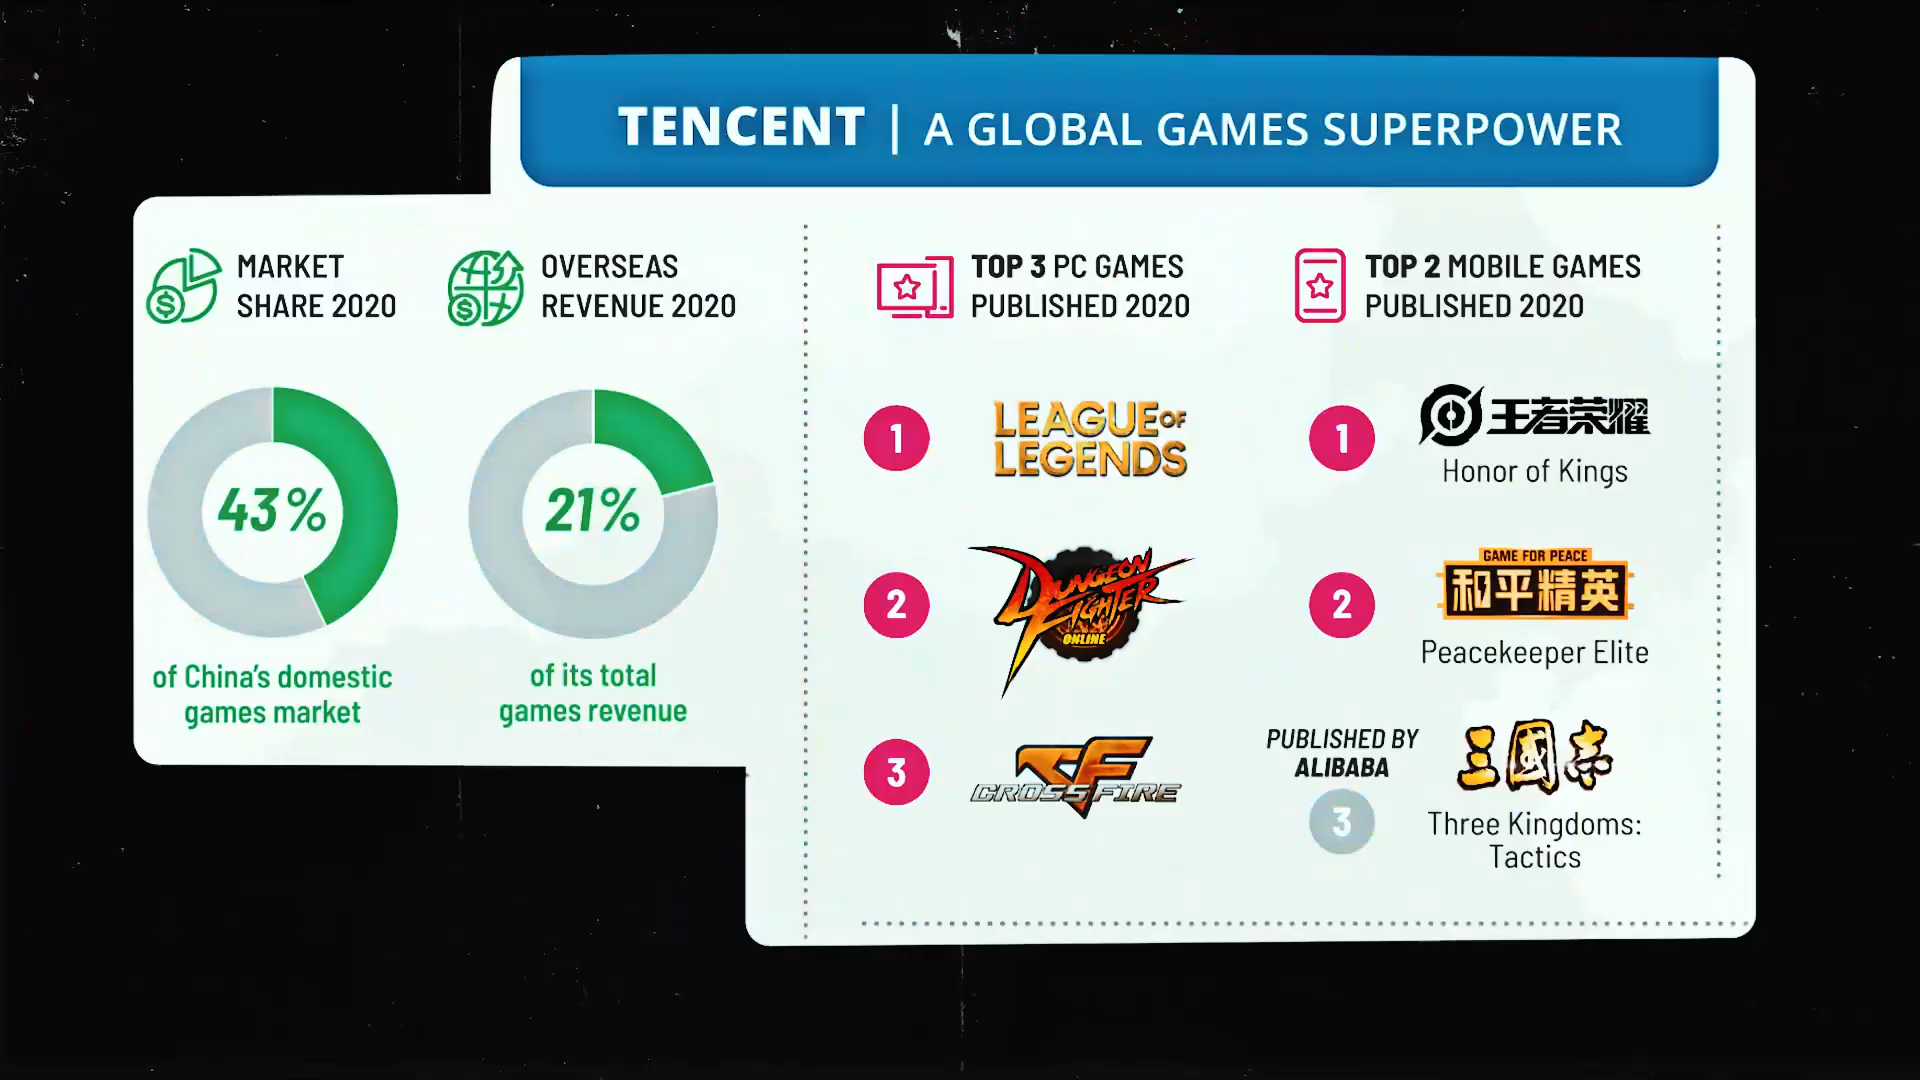 TENCENT | A GLOBAL GAMES SUPERPOWER
MARKET
SHARE 2020
43%
of China's domestic
games market
OVERSEAS
REVENUE 2020
21%
of its total
games revenue
TOP 3 PC GAMES
PUBLISHED 2020
1
LEAGUE OF
LEGENDS
2
DUNGEON
FIGHTER
ONLINE
3
CF
CROSSFIRE
TOP 2 MOBILE GAMES
PUBLISHED 2020
1
王者荣耀
Honor of Kings
2
GAME FOR PEACE
和平精英
Peacekeeper Elite
PUBLISHED BY
ALIBABA
3
三國志
Three Kingdoms:
Tactics